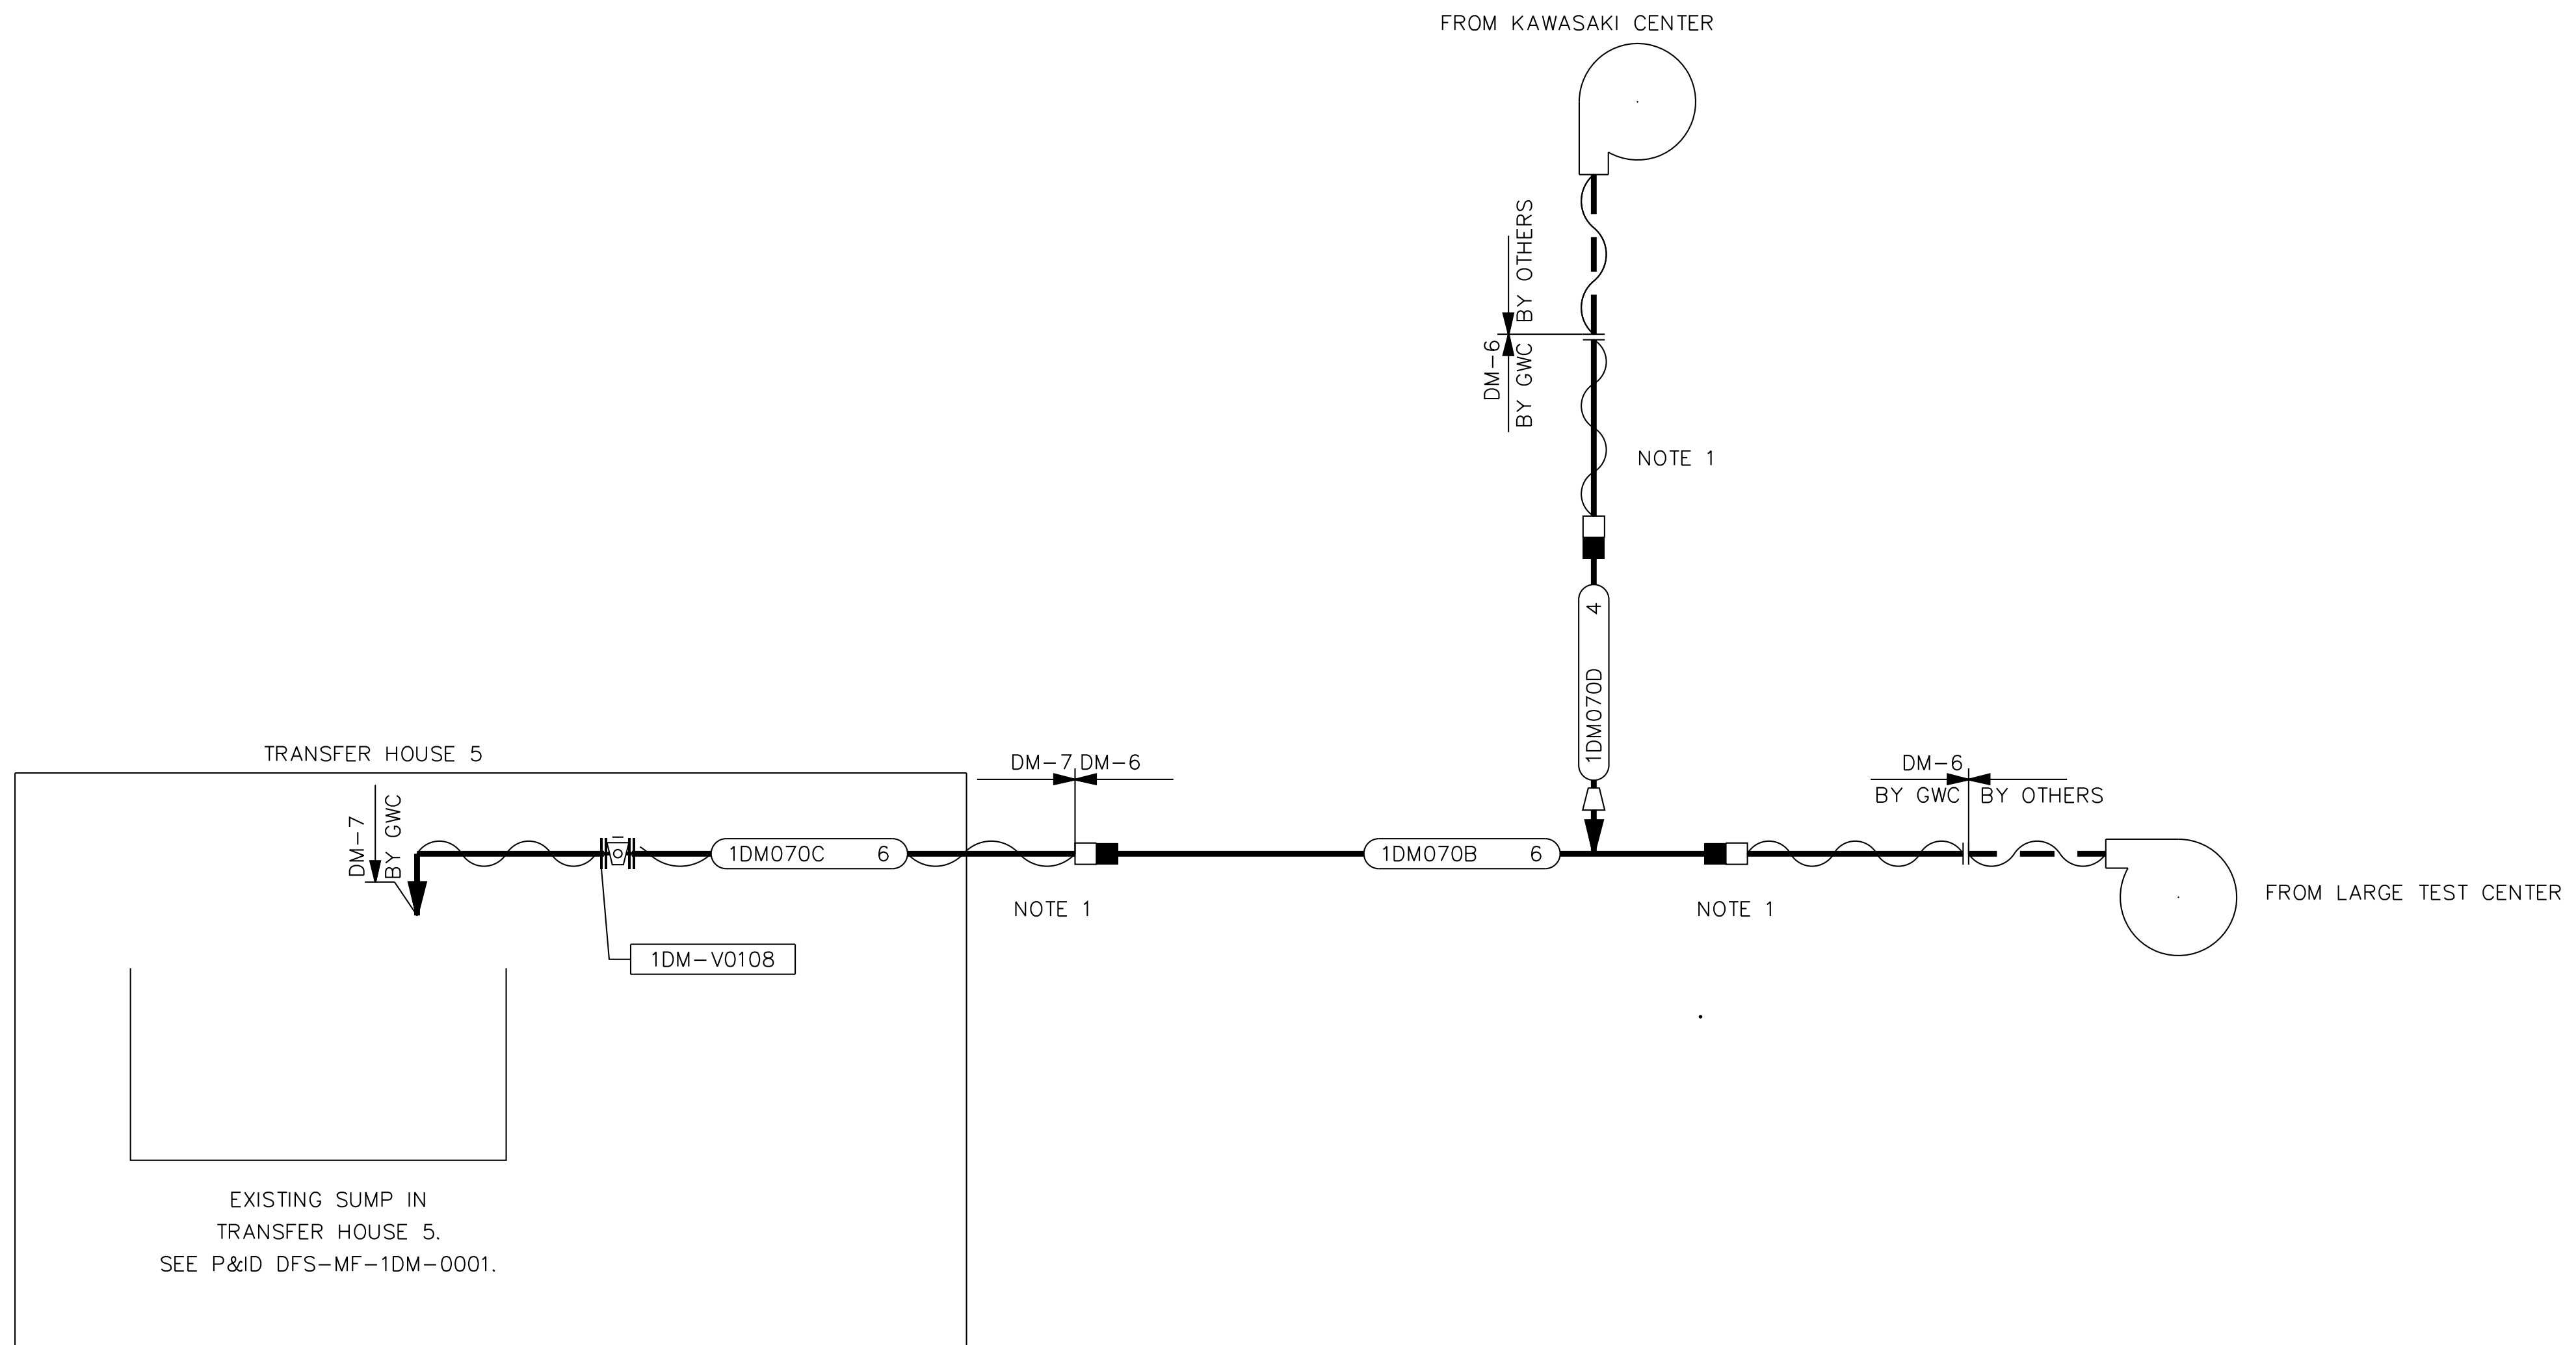 FROM KAWASAKI CENTER
BY OTHERS
DM-6
BY GWC
NOTE 1
4
1DM070D
TRANSFER HOUSE 5
DM-7 DM-6
DM-6
BY GWC BY OTHERS
DM-7
BY GWC
1DM070C 6
1DM070B 6
FROM LARGE TEST CENTER
NOTE 1
NOTE 1
1DM-V0108
EXISTING SUMP IN
TRANSFER HOUSE 5.
SEE P&ID DFS-MF-1DM-0001.